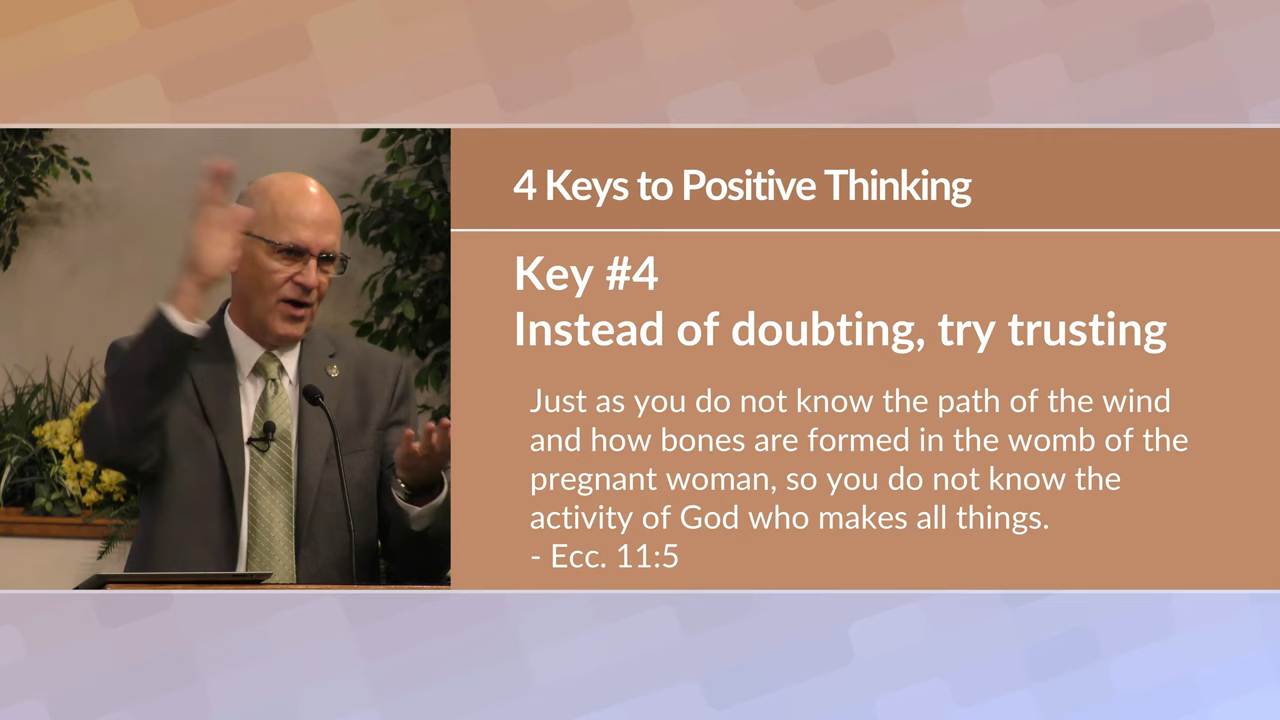 4 Keys to Positive Thinking
Key #4
Instead of doubting, try trusting
Just as you do not know the path of the wind
and how bones are formed in the womb of the
pregnant woman, so you do not know the
activity of God who makes all things.
- Ecc. 11:5